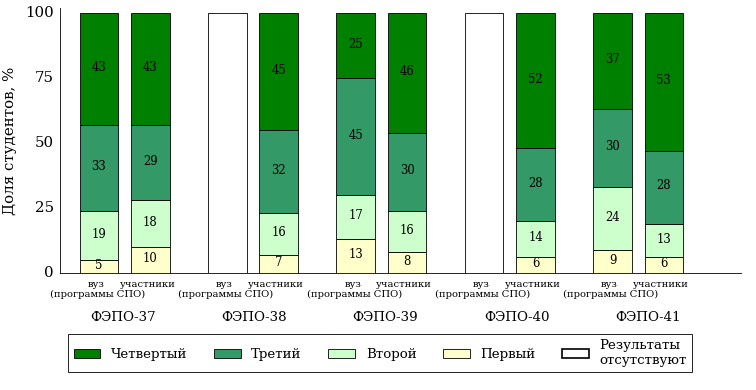 Доля студентов, %
100
75
50
25
0
43 43 45 25 46 52 37 53
33 29 32 45 30 28 30 28
19 18 16 17 16 14 24 13
5 10 7 13 8 6 9 6
вуз участники вуз участники вуз участники вуз участники вуз участники
(программы СПО) (программы СПО) (программы СПО) (программы СПО) (программы СПО)
ФЭПО-37 ФЭПО-38 ФЭПО-39 ФЭПО-40 ФЭПО-41
Четвертый Третий Второй Первый Результаты
отсутствуют